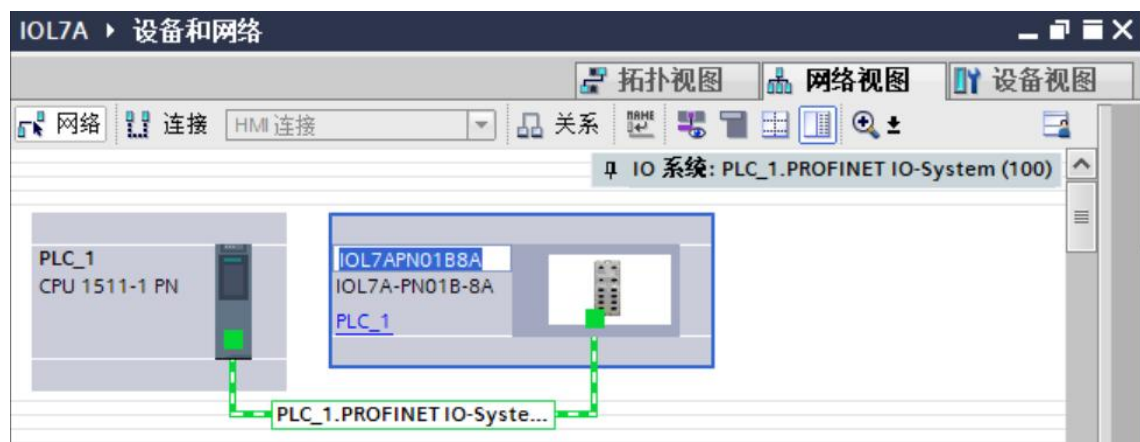 IOL7A ▸ 设备和网络
拓扑视图 网络视图 设备视图
网络 连接 HMI 连接 关系 NAME
IO 系统: PLC_1.PROFINET IO-System (100)
PLC_1
CPU 1511-1 PN
IOL7APN01B8A
IOL7A-PN01B-8A
PLC_1
PLC_1.PROFINET IO-Syste...